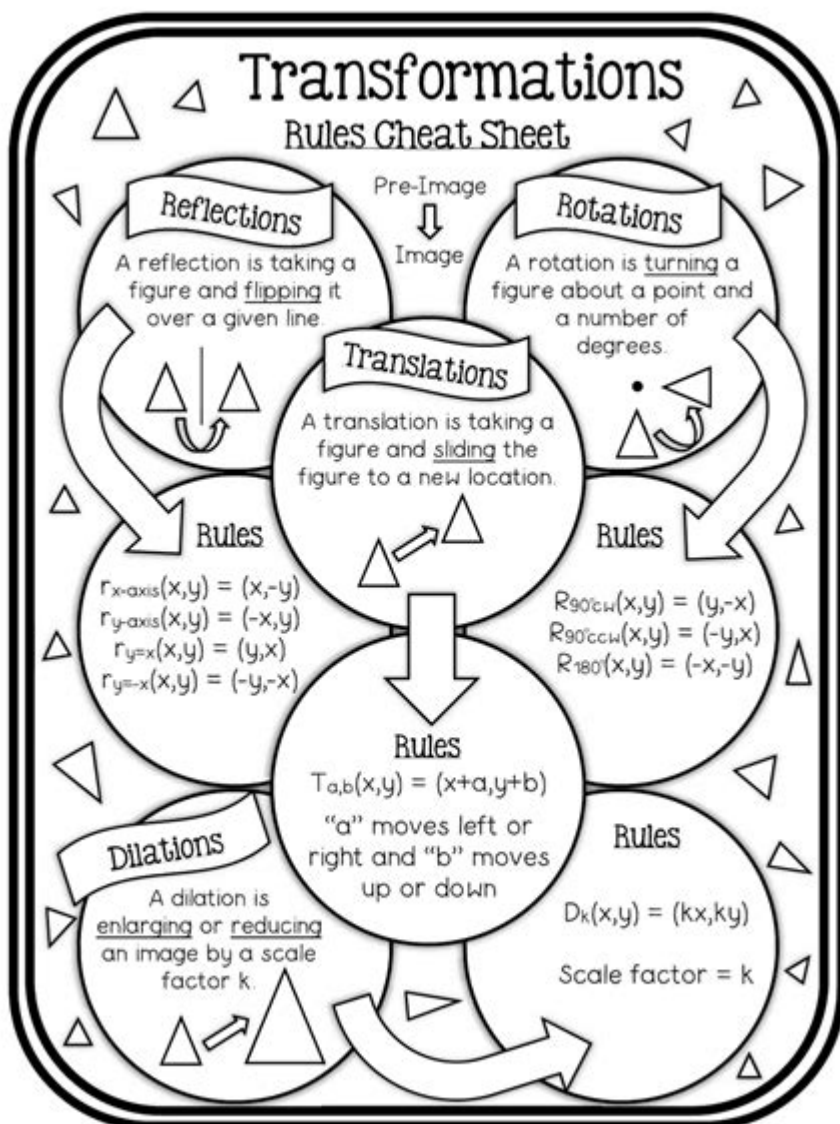 Transformations
Rules Cheat Sheet
Pre-Image
Image
Reflections
A reflection is taking a
figure and flipping it
over a given line.
Rotations
A rotation is turning a
figure about a point and
a number of
degrees.
Translations
A translation is taking a
figure and sliding the
figure to a new location.
Rules
rx-axis(x,y) = (x,-y)
ry-axis(x,y) = (-x,y)
ry=x(x,y) = (y,x)
ry=-x(x,y) = (-y,-x)
Rules
R90°cw(x,y) = (y,-x)
R90°ccw(x,y) = (-y,x)
R180°(x,y) = (-x,-y)
Rules
Ta,b(x,y) = (x+a,y+b)
“a” moves left or
right and “b” moves
up or down
Dilations
A dilation is
enlarging or reducing
an image by a scale
factor k.
Rules
Dk(x,y) = (kx,ky)
Scale factor = k